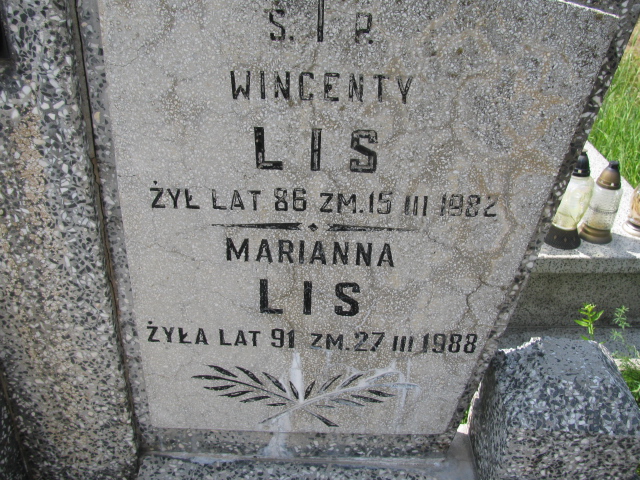 Ś. P.
WINCENTY
LIS
ŻYŁ LAT 86 ZM. 15 III 1982
MARIANNA
LIS
ŻYŁA LAT 91 ZM. 27 III 1988